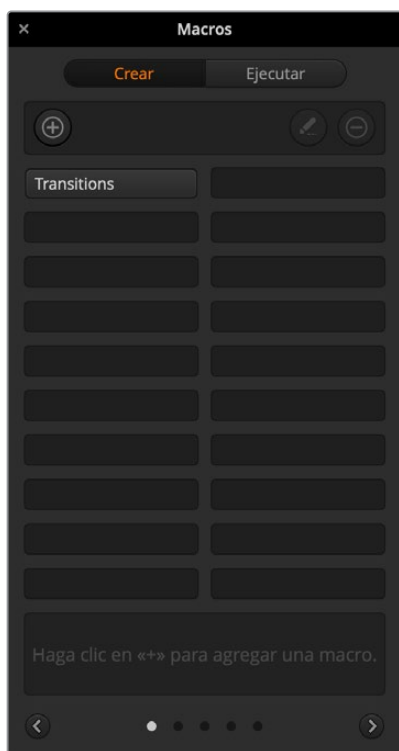 Macros
Crear
Ejecutar
Transitions
Haga clic en «+» para agregar una macro.